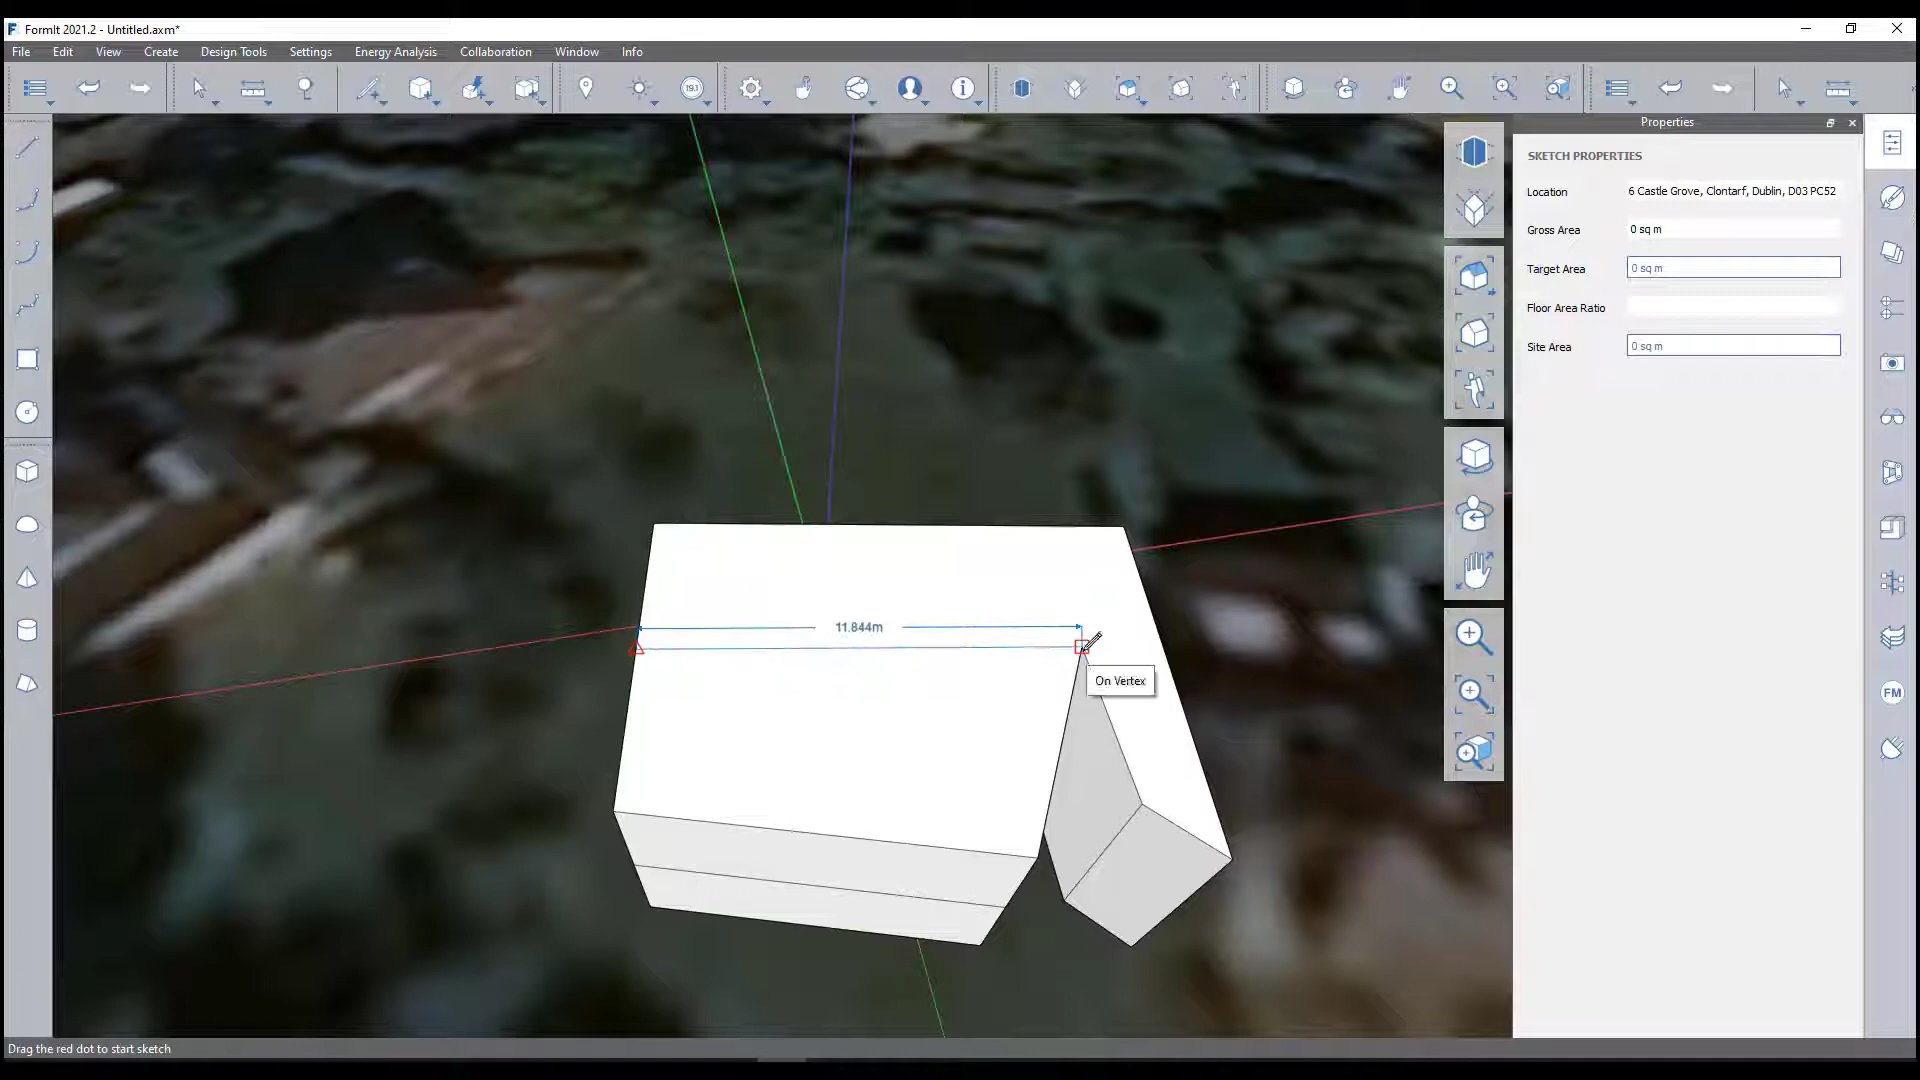 FormIt 2021.2 - Untitled.axm*
File Edit View Create Design Tools Settings Energy Analysis Collaboration Window Info
19.1
Properties
SKETCH PROPERTIES
Location 6 Castle Grove, Clontarf, Dublin, D03 PC52
Gross Area 0 sq m
Target Area 0 sq m
Floor Area Ratio
Site Area 0 sq m
11.844m
On Vertex
FM
Drag the red dot to start sketch